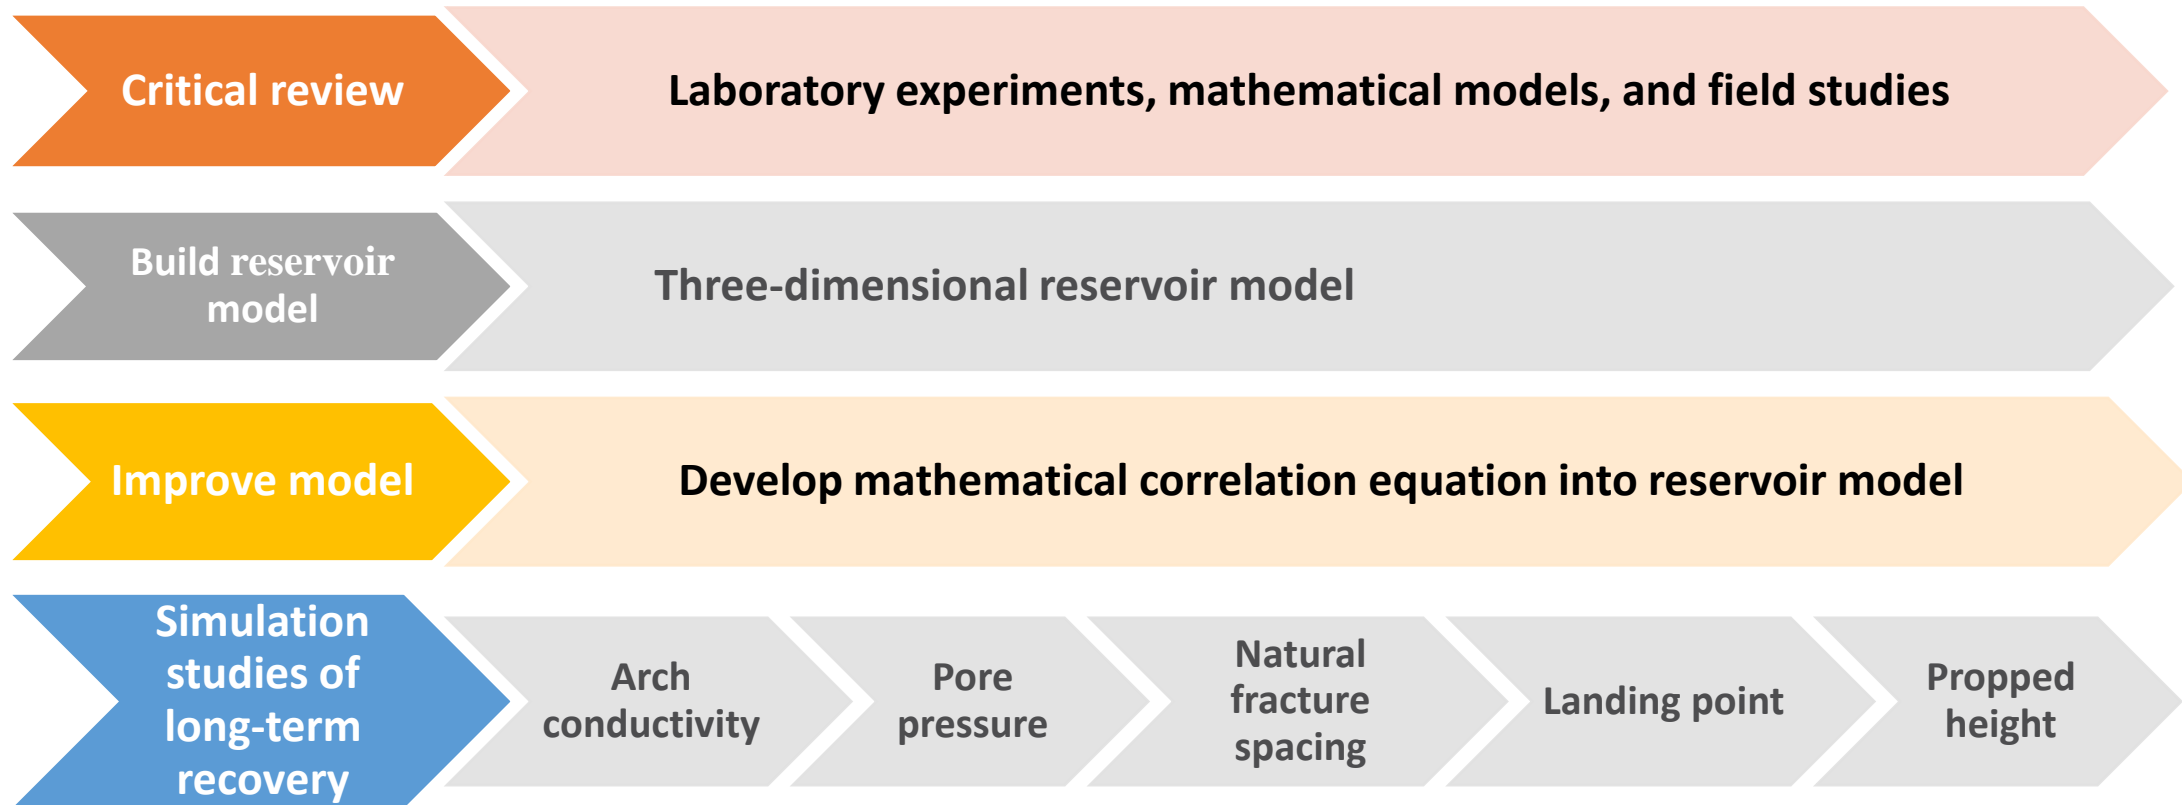 Critical review
Laboratory experiments, mathematical models, and field studies
Build reservoir
model
Three-dimensional reservoir model
Improve model
Develop mathematical correlation equation into reservoir model
Simulation
studies of
long-term
recovery
Arch
conductivity
Pore
pressure
Natural
fracture
spacing
Landing point
Propped
height